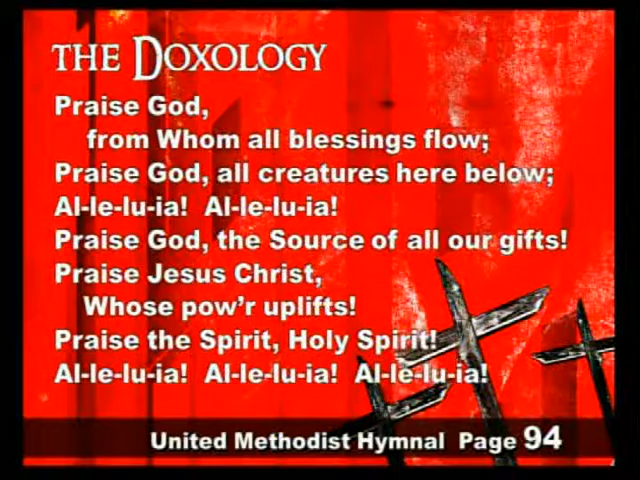 THE DOXOLOGY
Praise God,
from Whom all blessings flow;
Praise God, all creatures here below;
Al-le-lu-ia! Al-le-lu-ia!
Praise God, the Source of all our gifts!
Praise Jesus Christ,
Whose pow'r uplifts!
Praise the Spirit, Holy Spirit!
Al-le-lu-ia! Al-le-lu-ia! Al-le-lu-ia!
United Methodist Hymnal Page 94